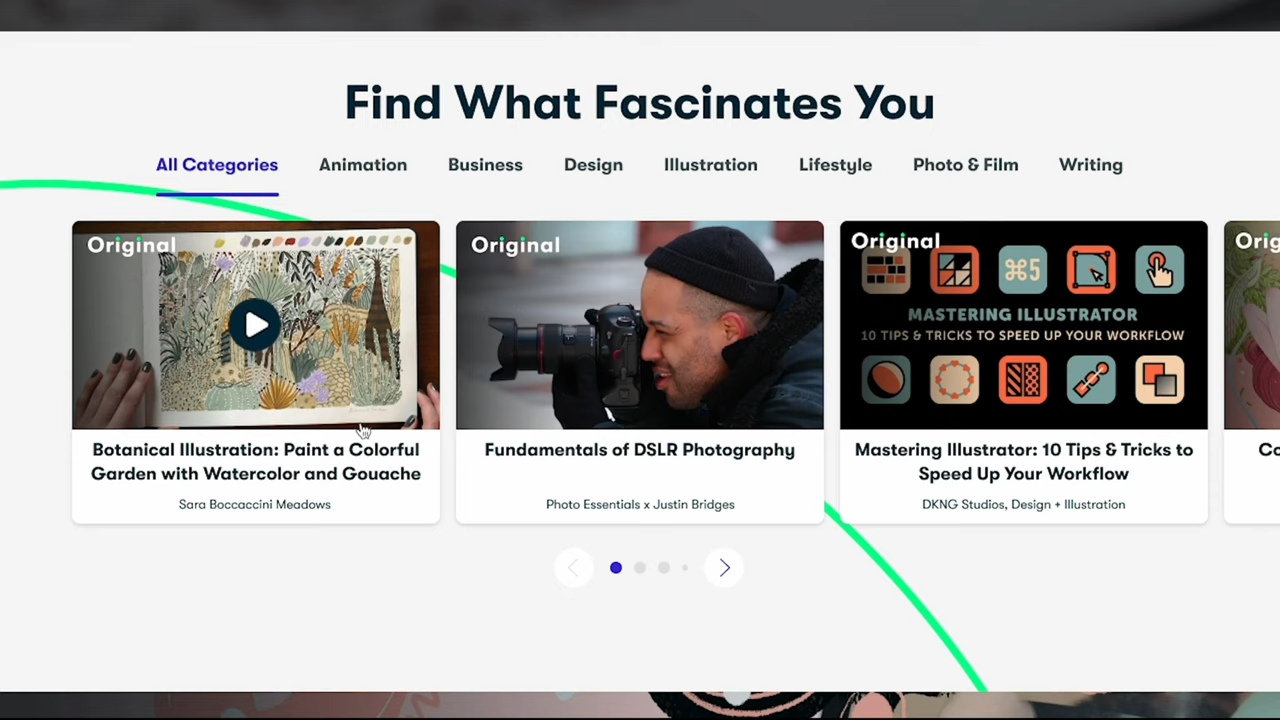 Find What Fascinates You
All Categories Animation Business Design Illustration Lifestyle Photo & Film Writing
Original
Botanical Illustration: Paint a Colorful
Garden with Watercolor and Gouache
Sara Boccaccini Meadows
Original
Fundamentals of DSLR Photography
Photo Essentials x Justin Bridges
Original
⌘5
MASTERING ILLUSTRATOR
10 TIPS & TRICKS TO SPEED UP YOUR WORKFLOW
Mastering Illustrator: 10 Tips & Tricks to
Speed Up Your Workflow
DKNG Studios, Design + Illustration
Orig
Co